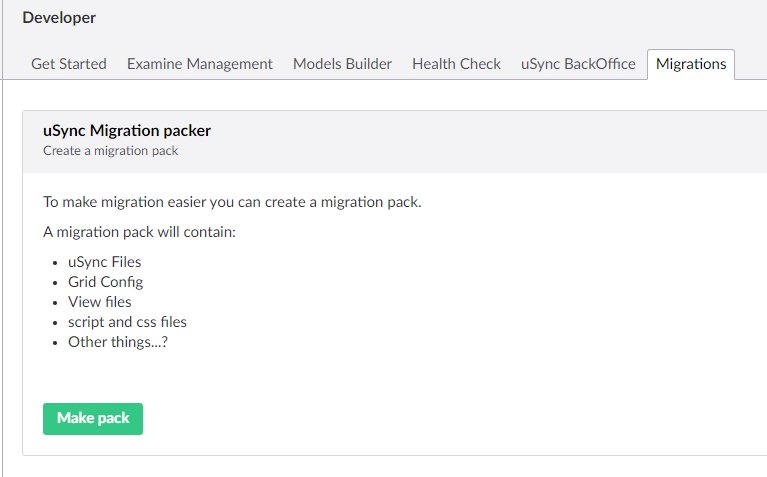 Developer
Get Started Examine Management Models Builder Health Check uSync BackOffice Migrations
uSync Migration packer
Create a migration pack
To make migration easier you can create a migration pack.
A migration pack will contain:
• uSync Files
• Grid Config
• View files
• script and css files
• Other things...?
Make pack